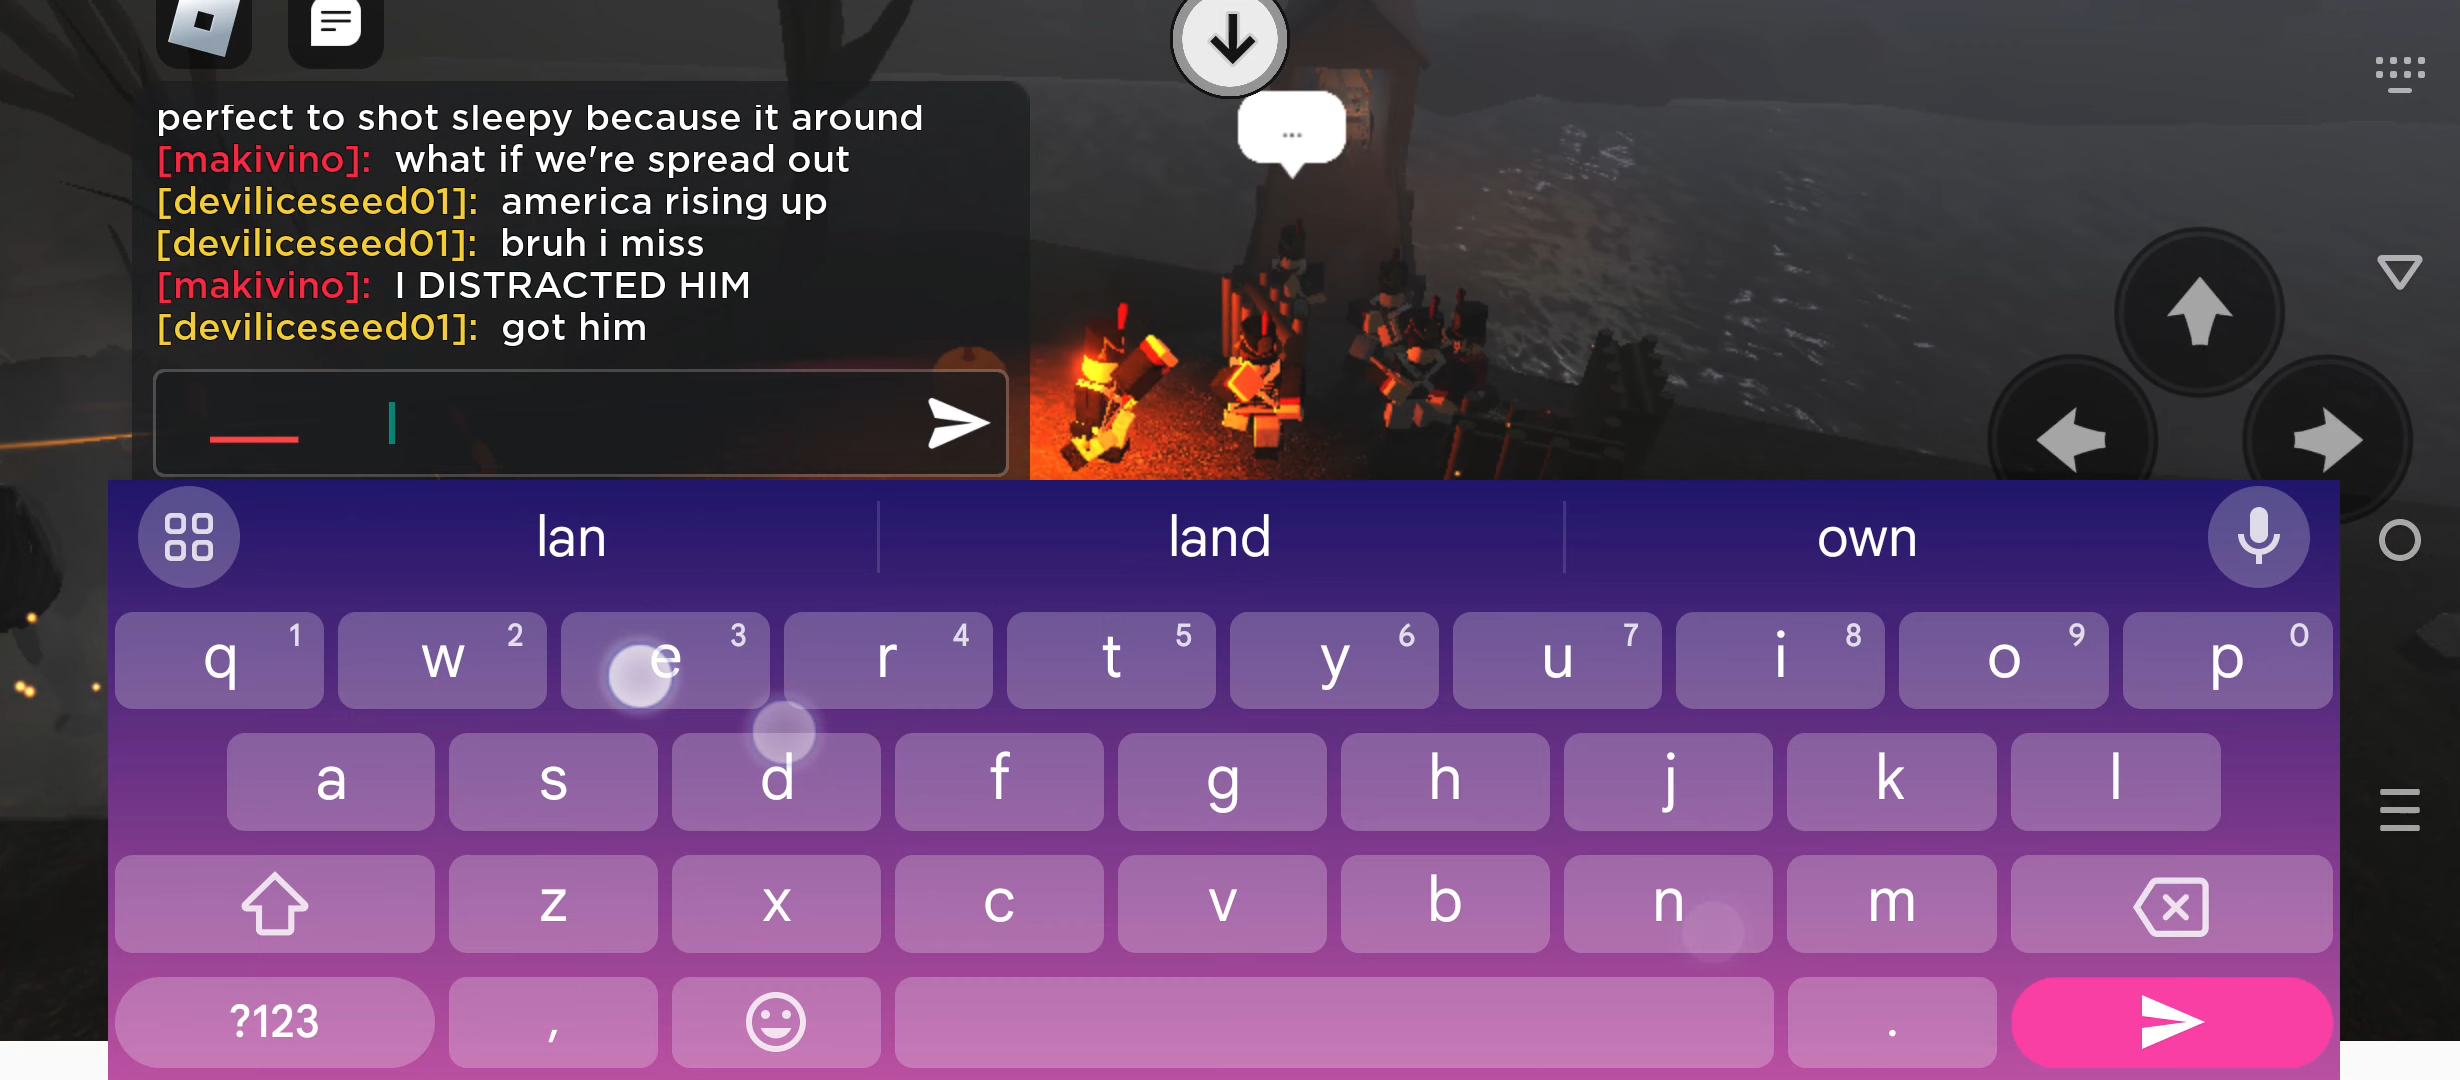 perfect to shot sleepy because it around
[makivino]: what if we're spread out
[deviliceseed01]: america rising up
[deviliceseed01]: bruh i miss
[makivino]: I DISTRACTED HIM
[deviliceseed01]: got him
...
lan land own
q 1 w 2 e 3 r 4 t 5 y 6 u 7 i 8 o 9 p 0
a s d f g h j k l
z x c v b n m
?123 , .